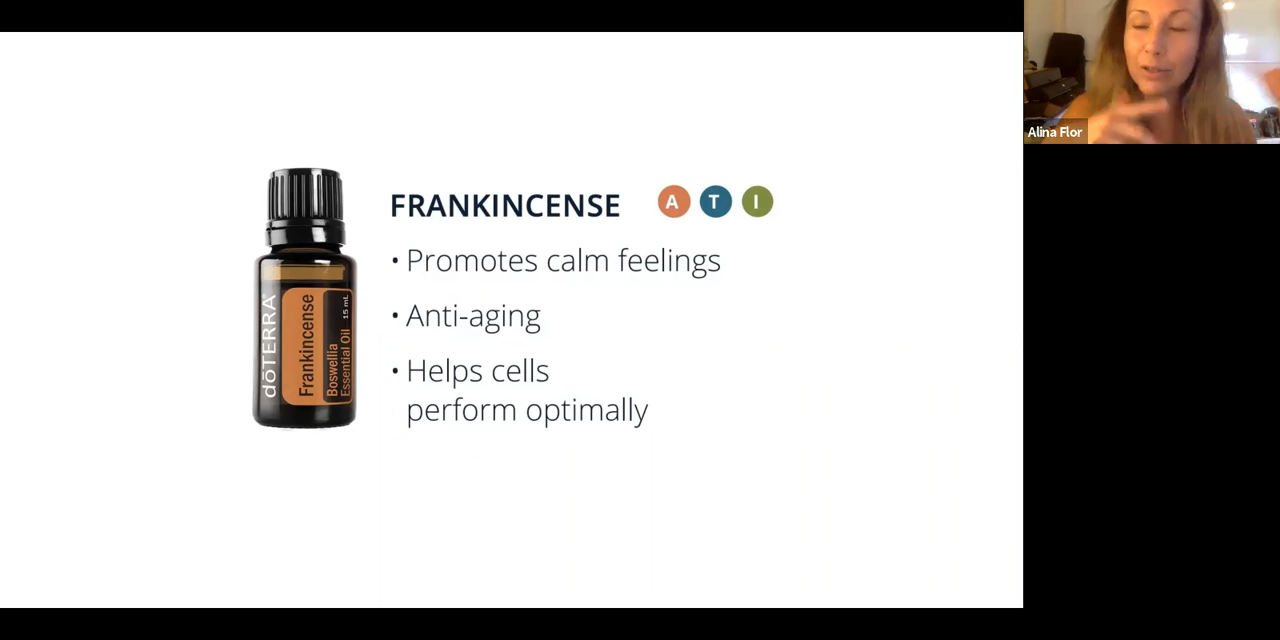 FRANKINCENSE A T I
• Promotes calm feelings
• Anti-aging
• Helps cells
perform optimally
dōTERRA
Frankincense
Boswellia
Essential Oil 15 mL
Alina Flor